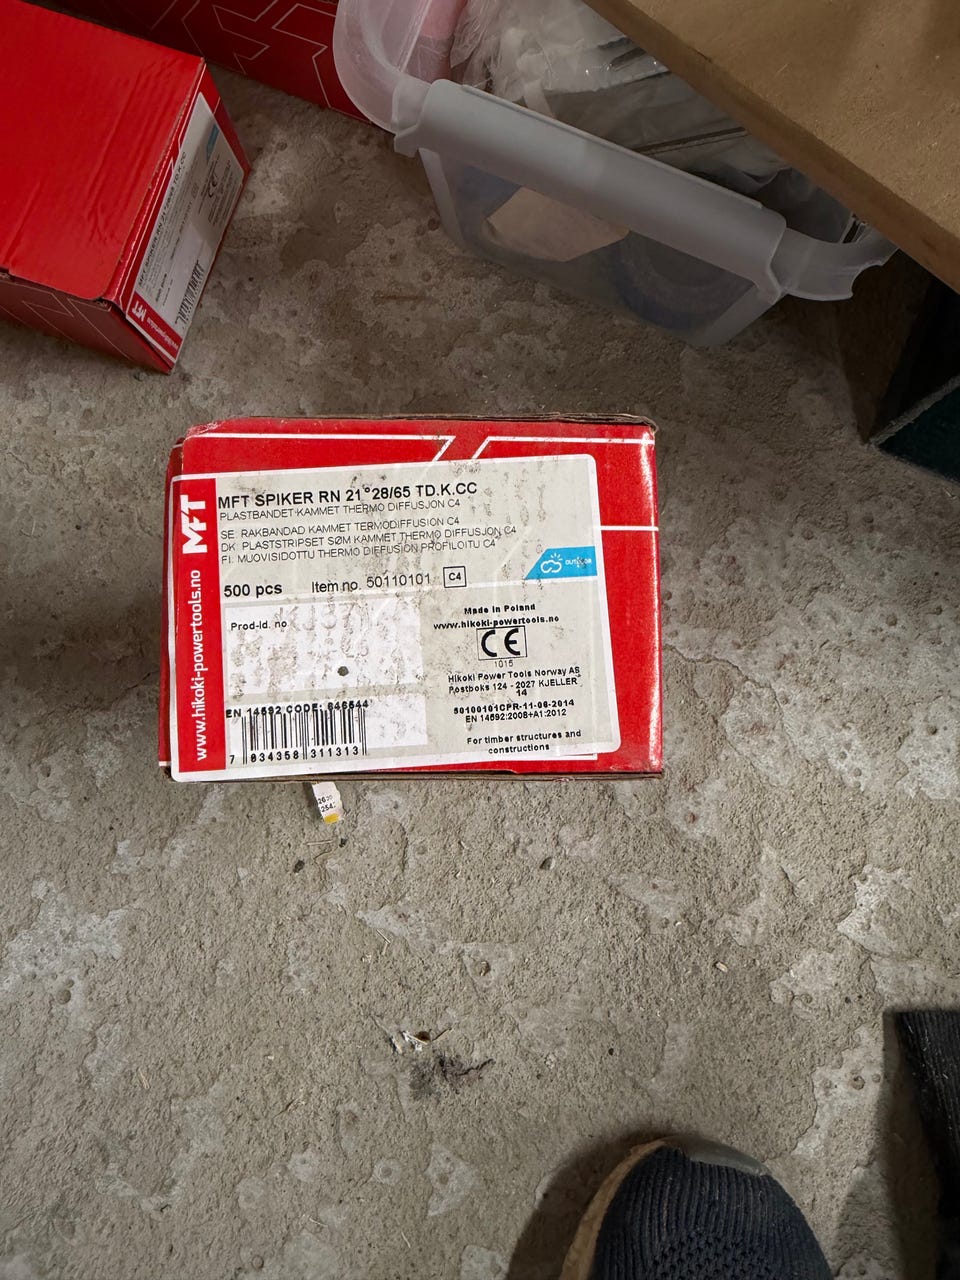 MFT
www.hikoki-powertools.no
MFT SPIKER RN 21°28/65 TD.K.CC
PLASTBANDET KAMMET THERMO DIFFUSJON C4
SE: RAKBANDAD KAMMET TERMODIFFUSION C4
DK: PLASTSTRIPSET SØM KAMMET THERMO DIFFUSJON C4
FI: MUOVISIDOTTU THERMO DIFFUSION PROFILOITU C4
OUTDOOR
500 pcs Item no. 50110101 C4
Prod-id. no
Made in Poland
www.hikoki-powertools.no
CE
1015
Hikoki Power Tools Norway AS
Postboks 124 - 2027 KJELLER
14
50100101CPR-11-06-2014
EN 14592:2008+A1:2012
For timber structures and
constructions
EN 14592 CODE: 646544
7 034358 311313
MFT